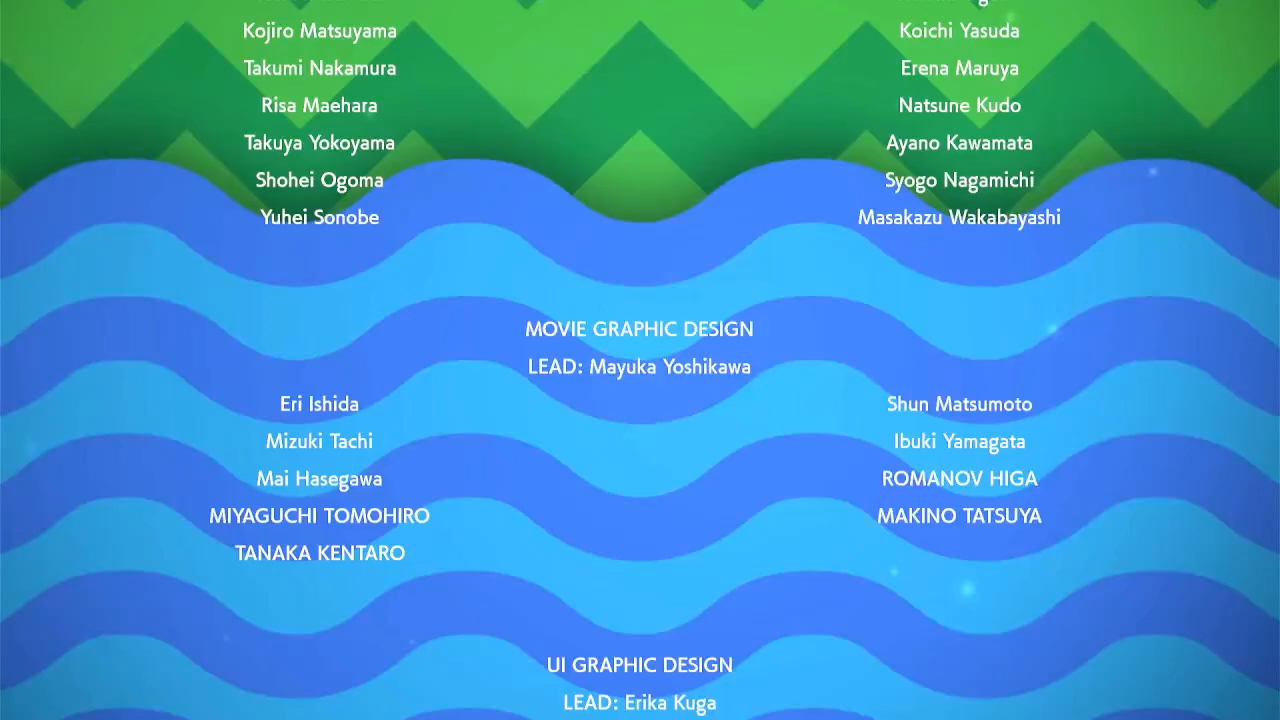 Kojiro Matsuyama Koichi Yasuda
Takumi Nakamura Erena Maruya
Risa Maehara Natsune Kudo
Takuya Yokoyama Ayano Kawamata
Shohei Ogoma Syogo Nagamichi
Yuhei Sonobe Masakazu Wakabayashi
MOVIE GRAPHIC DESIGN
LEAD: Mayuka Yoshikawa
Eri Ishida Shun Matsumoto
Mizuki Tachi Ibuki Yamagata
Mai Hasegawa ROMANOV HIGA
MIYAGUCHI TOMOHIRO MAKINO TATSUYA
TANAKA KENTARO
UI GRAPHIC DESIGN
LEAD: Erika Kuga